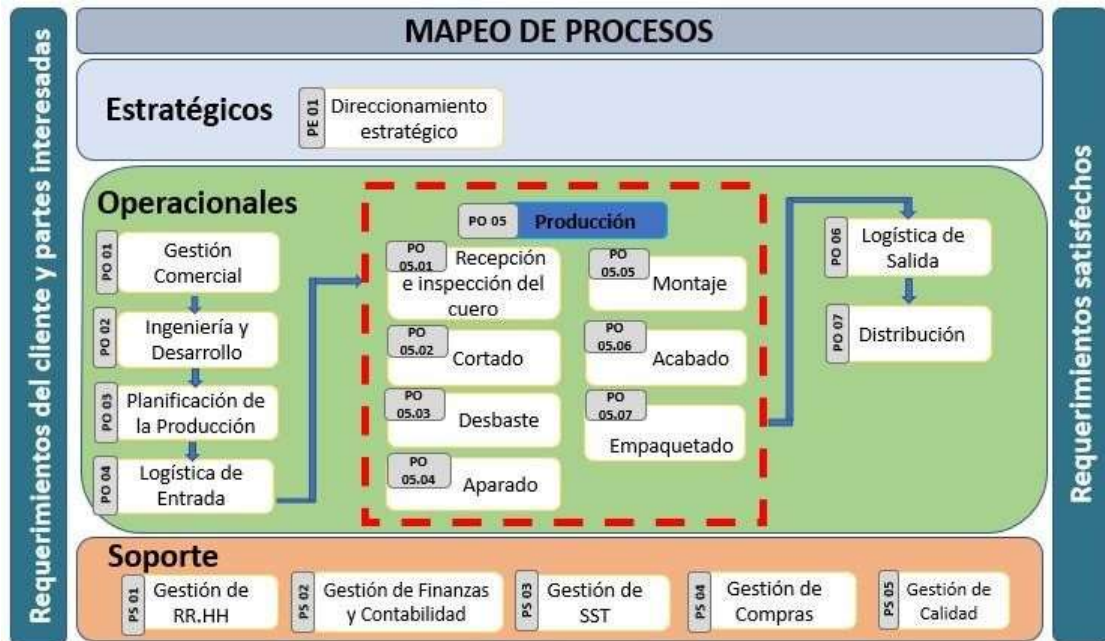 MAPEO DE PROCESOS
Requerimientos del cliente y partes interesadas
Estratégicos
PE 01
Direccionamiento
estratégico
Operacionales
PO 01
Gestión
Comercial
PO 02
Ingeniería y
Desarrollo
PO 03
Planificación de
la Producción
PO 04
Logística de
Entrada
PO 05
Producción
PO
05.01
Recepción
e inspección del
cuero
PO
05.02
Cortado
PO
05.03
Desbaste
PO
05.04
Aparado
PO
05.05
Montaje
PO
05.06
Acabado
PO
05.07
Empaquetado
PO 06
Logística de
Salida
PO 07
Distribución
Soporte
PS 01
Gestión de
RR.HH
PS 02
Gestión de Finanzas
y Contabilidad
PS 03
Gestión de
SST
PS 04
Gestión de
Compras
PS 05
Gestión de
Calidad
Requerimientos satisfechos